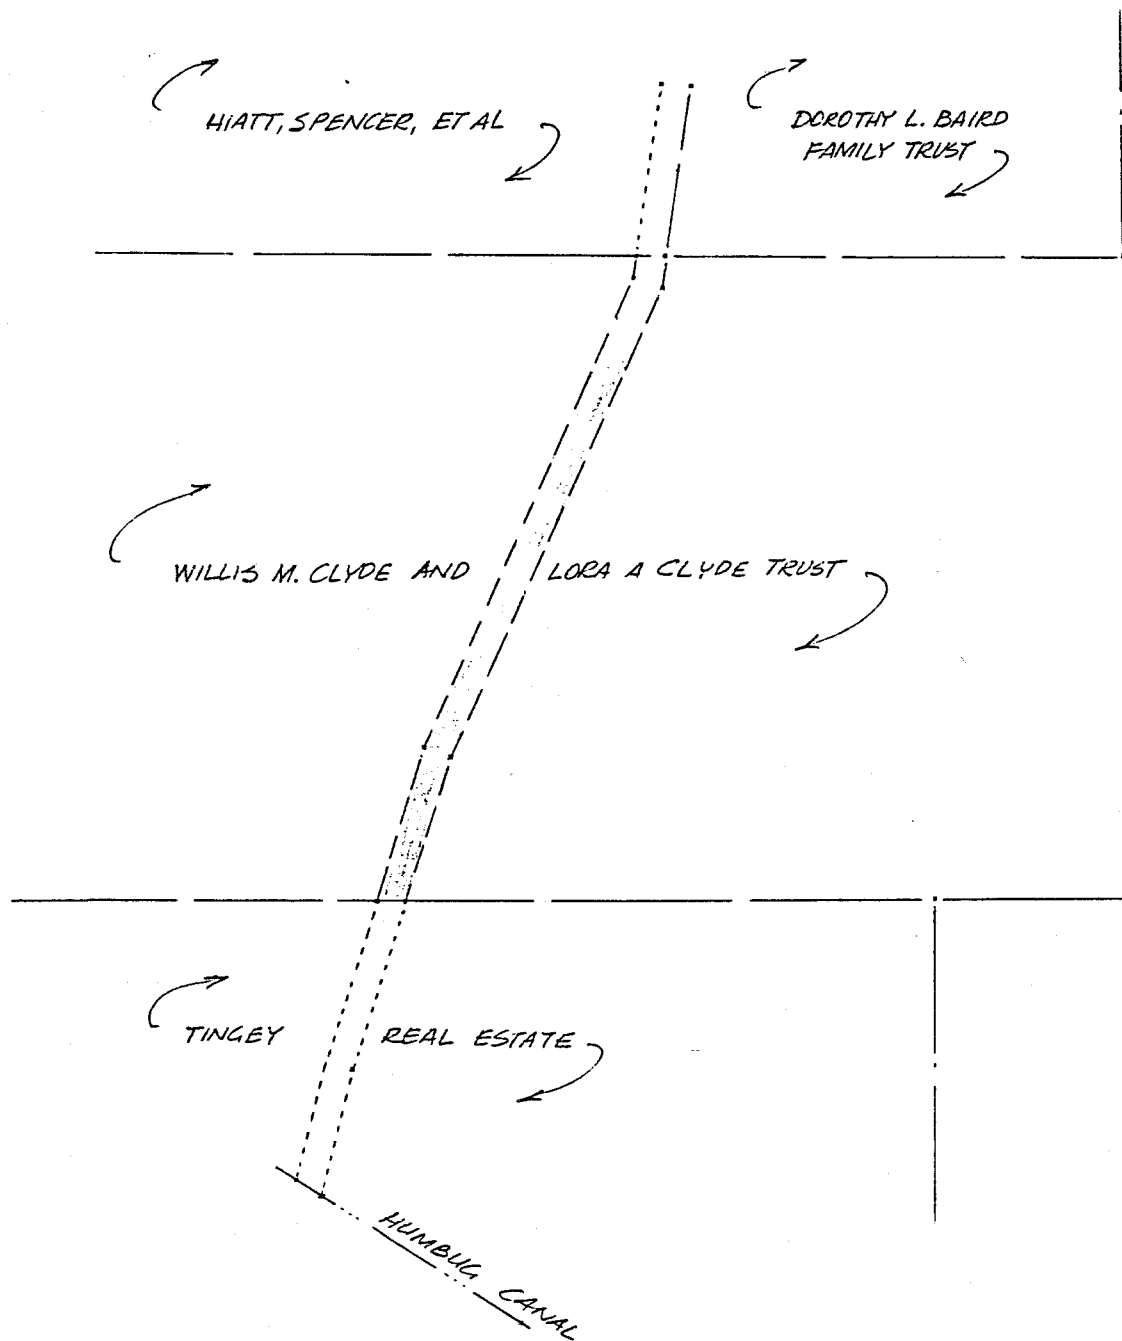 HIATT, SPENCER, ET AL
DOROTHY L. BAIRD
FAMILY TRUST
WILLIS M. CLYDE AND LORA A CLYDE TRUST
TINGEY REAL ESTATE
HUMBUG CANAL